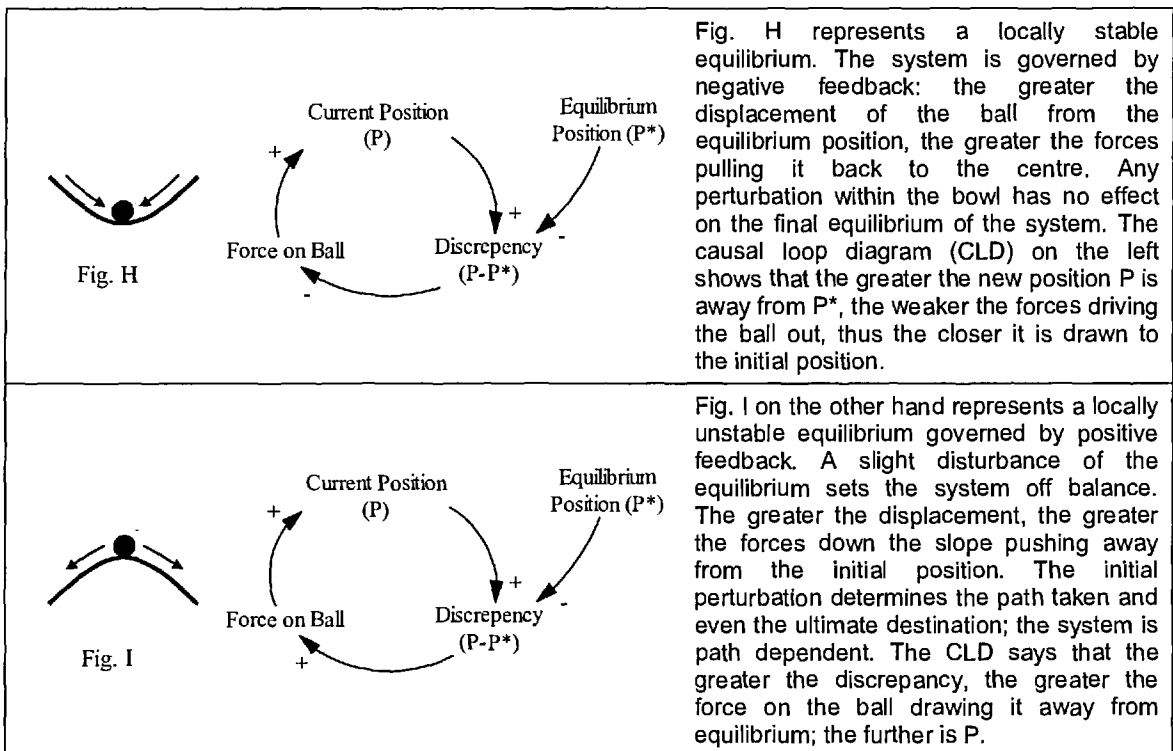 Current Position
(P)
Equilibrium
Position (P*)
+
+
-
Force on Ball
Discrepency
(P-P*)
-
Fig. H
Fig. H represents a locally stable
equilibrium. The system is governed by
negative feedback: the greater the
displacement of the ball from the
equilibrium position, the greater the forces
pulling it back to the centre. Any
perturbation within the bowl has no effect
on the final equilibrium of the system. The
causal loop diagram (CLD) on the left
shows that the greater the new position P is
away from P*, the weaker the forces driving
the ball out, thus the closer it is drawn to
the initial position.
Current Position
(P)
Equilibrium
Position (P*)
+
+
-
Force on Ball
Discrepency
(P-P*)
+
Fig. I
Fig. I on the other hand represents a locally
unstable equilibrium governed by positive
feedback. A slight disturbance of the
equilibrium sets the system off balance.
The greater the displacement, the greater
the forces down the slope pushing away
from the initial position. The initial
perturbation determines the path taken and
even the ultimate destination; the system is
path dependent. The CLD says that the
greater the discrepancy, the greater the
force on the ball drawing it away from
equilibrium; the further is P.